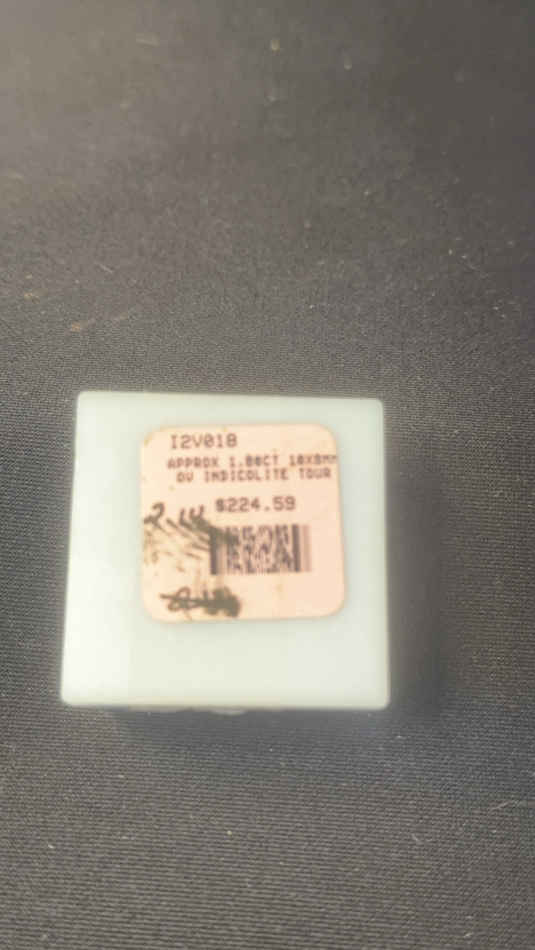 I2V018
APPROX 1.80CT 10X8MM
OV INDICOLITE TOUR
$224.59